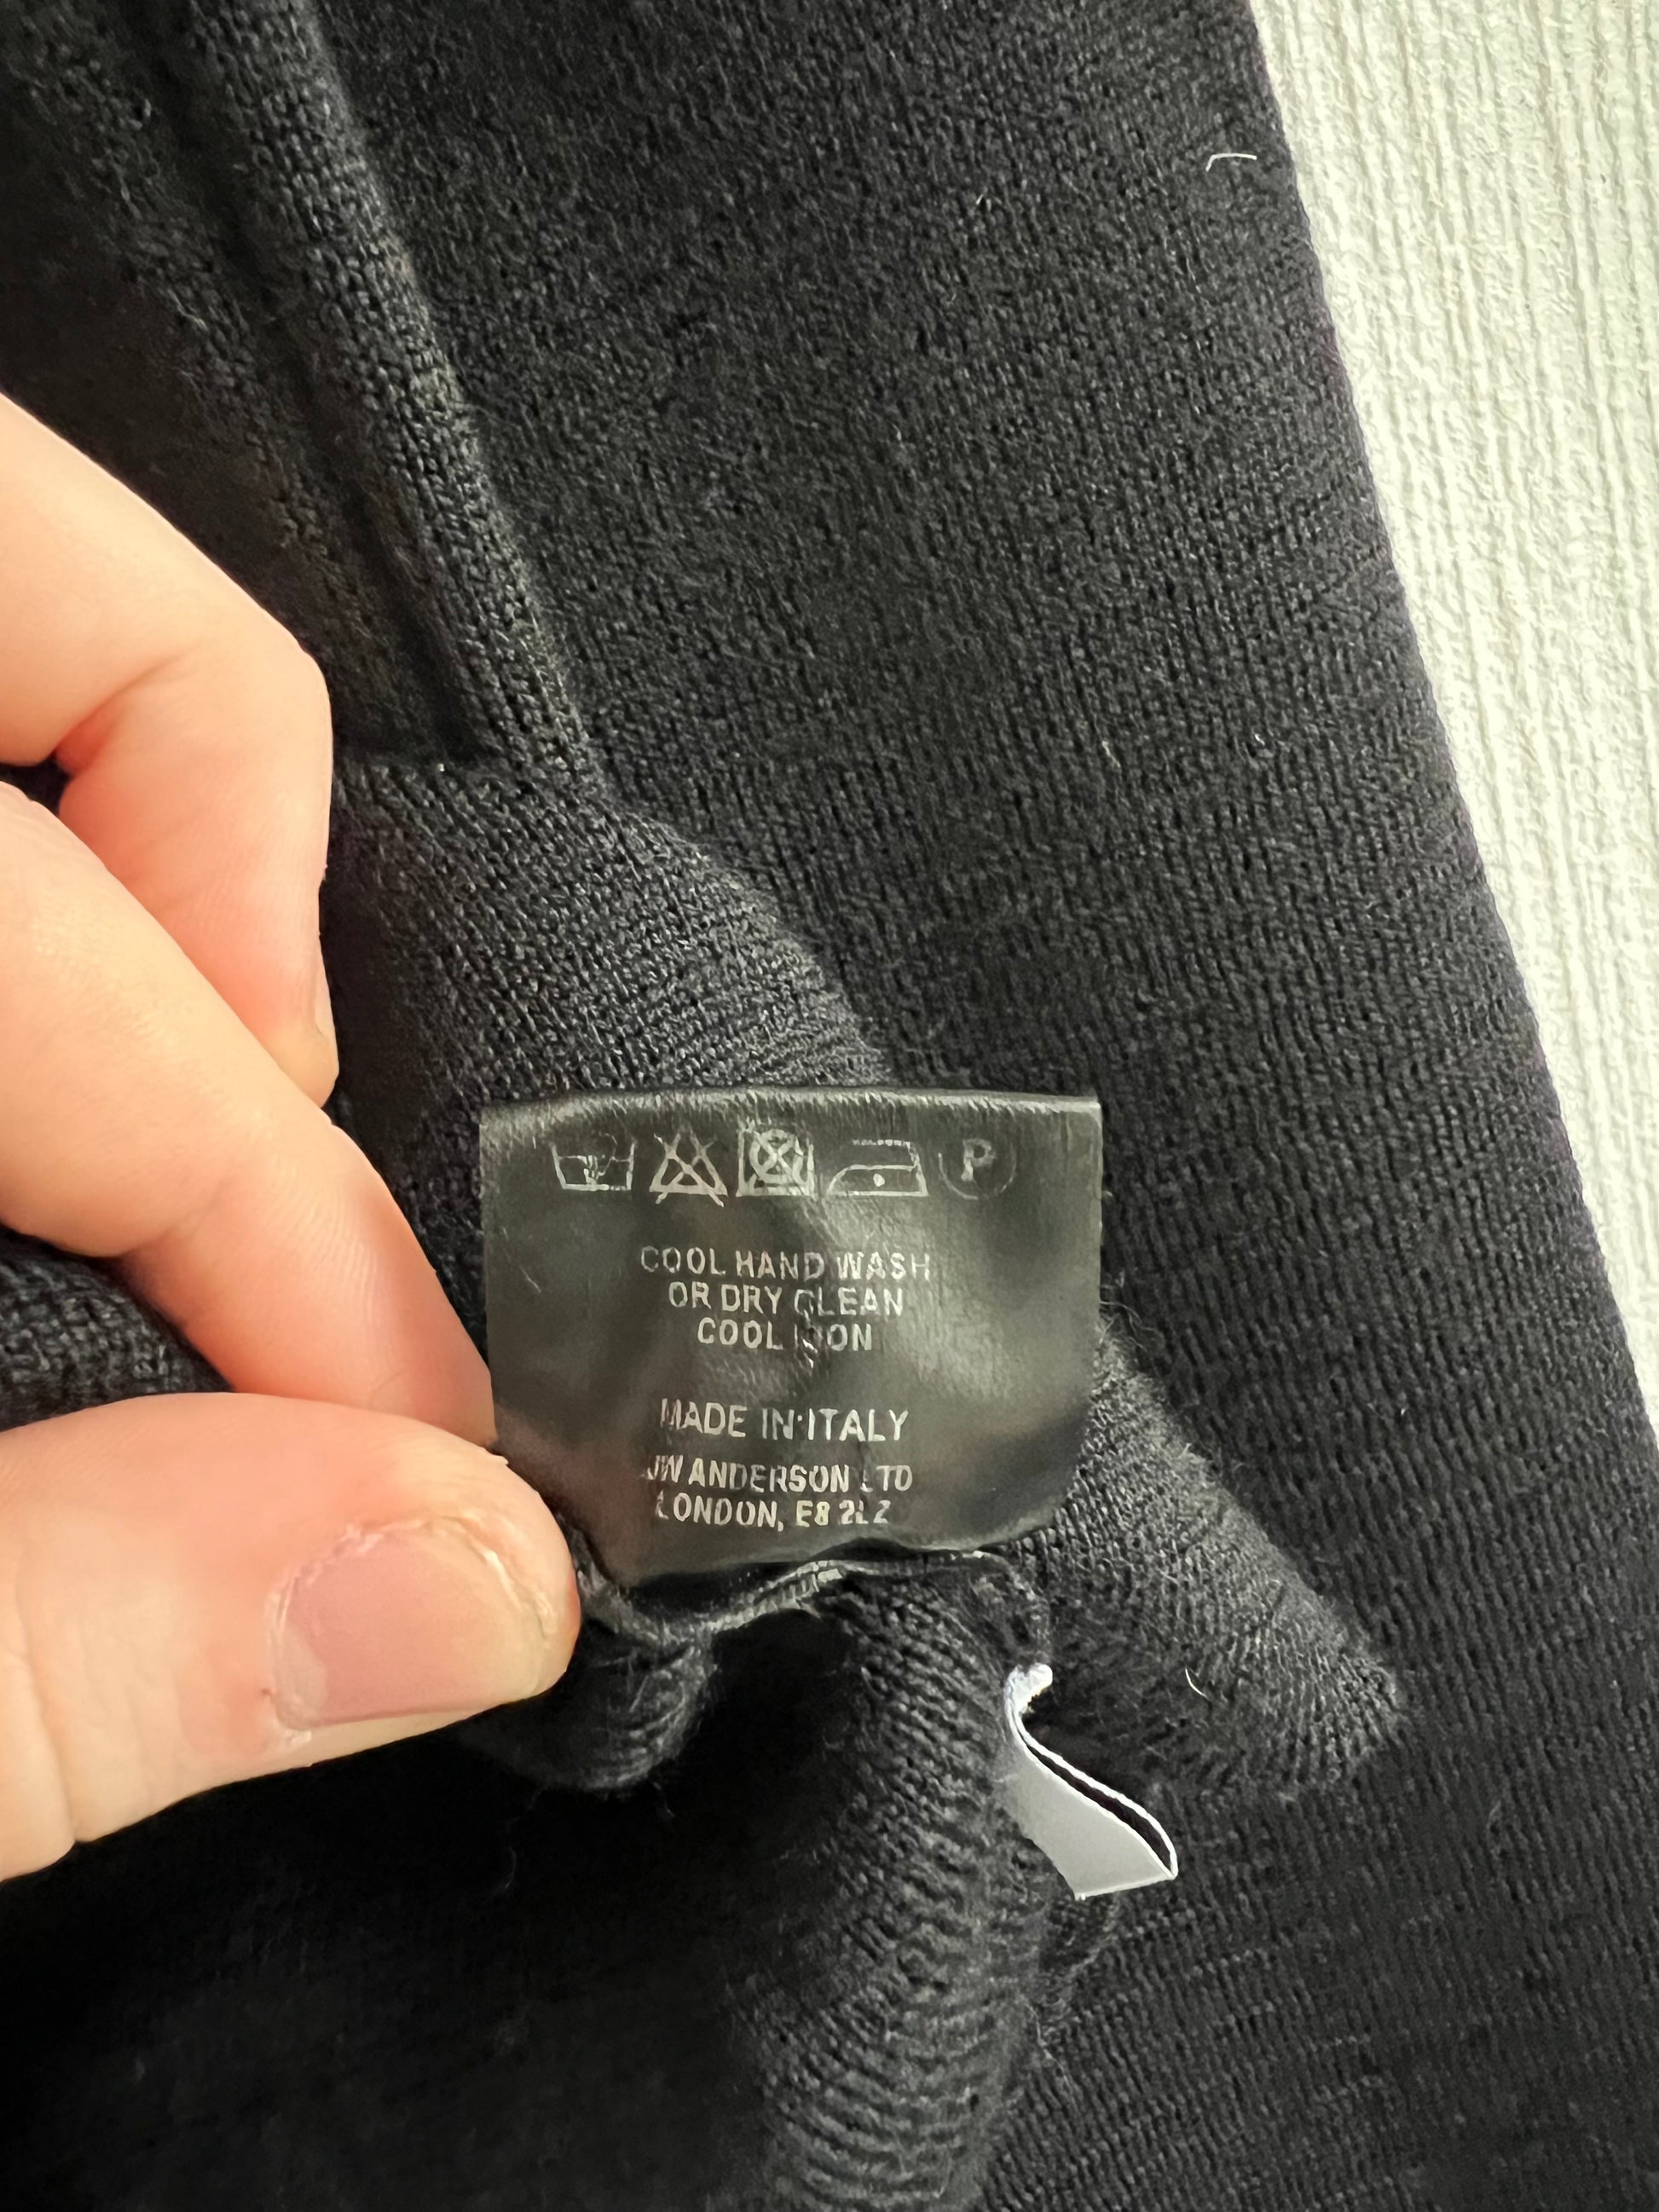 P
COOL HAND WASH
OR DRY CLEAN
COOL IRON
MADE IN ITALY
JW ANDERSON LTD
LONDON, E8 2LZ